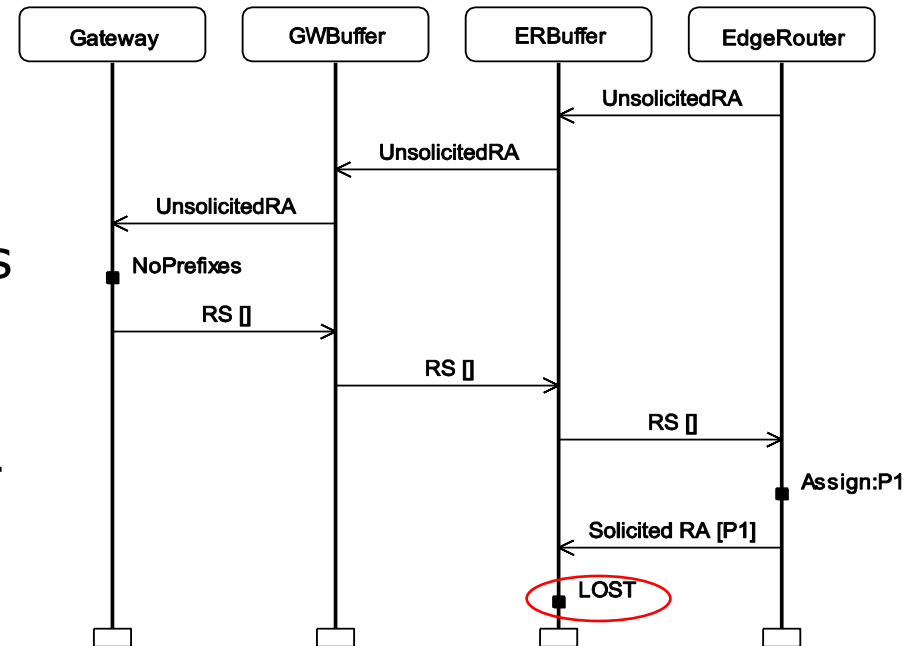 Gateway
GWBuffer
ERBuffer
EdgeRouter
UnsolicitedRA
UnsolicitedRA
UnsolicitedRA
s
NoPrefixes
RS []
RS []
RS []
Assign:P1
Solicited RA [P1]
LOST